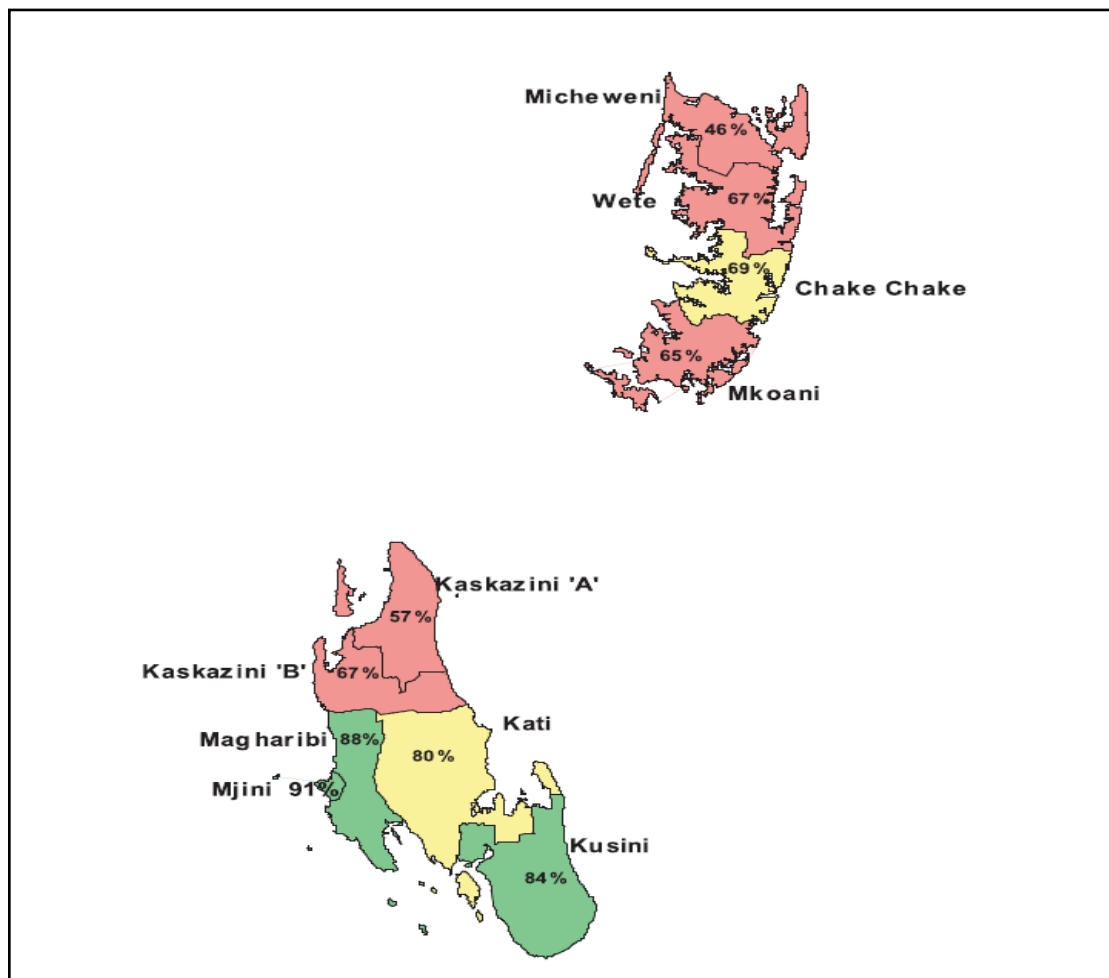 Micheweni
46%
Wete
67%
69%
Chake Chake
65%
Mkoani
Kaskazini 'A'
57%
Kaskazini 'B'
67%
Kati
Magharibi
88%
80%
Mjini 91%
Kusini
84%